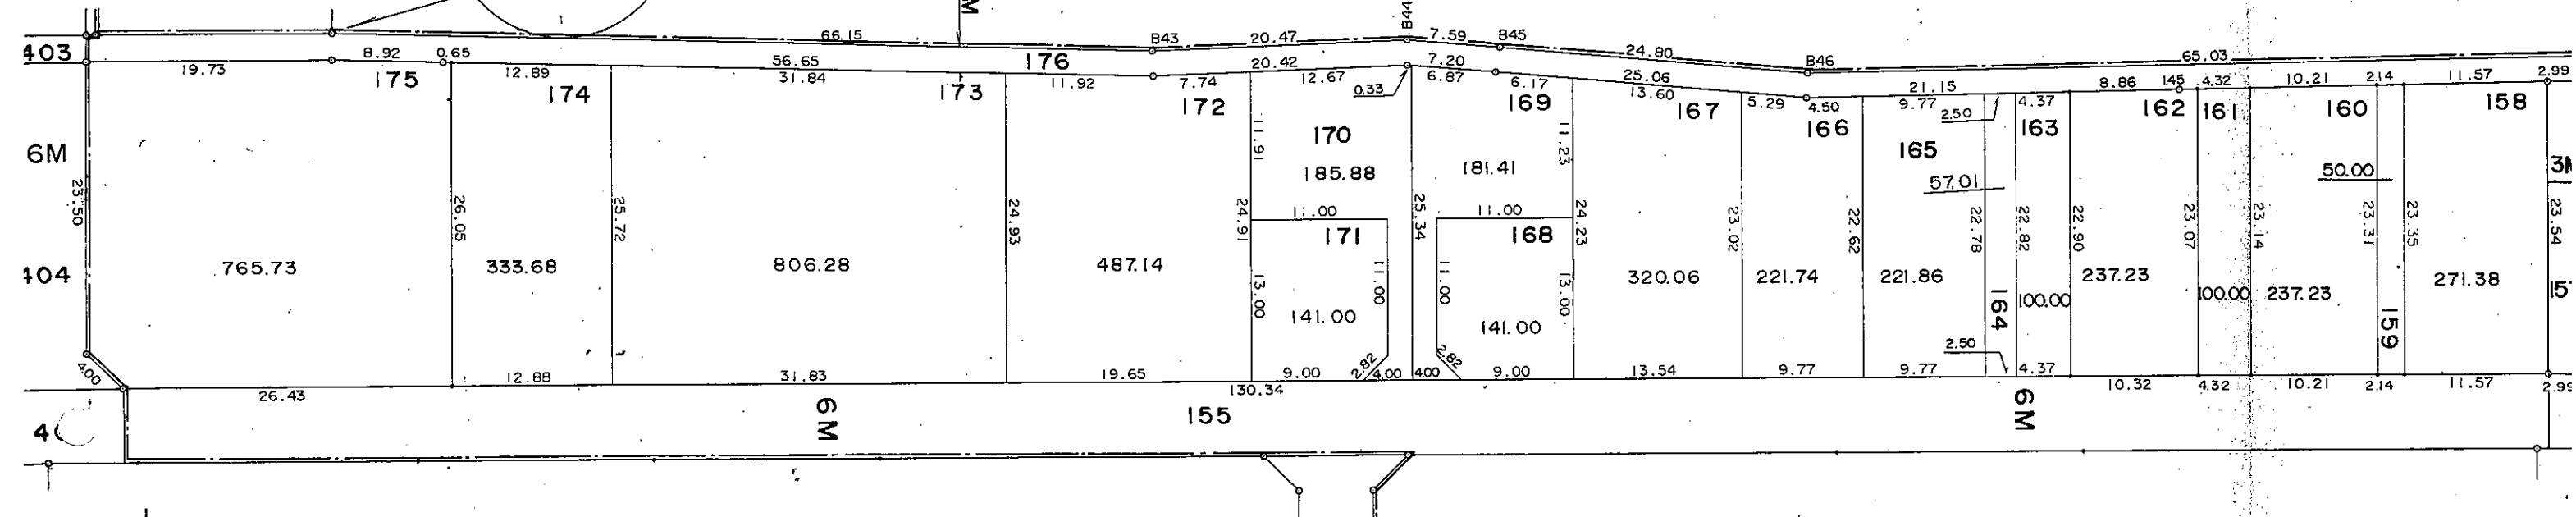 M
B44
66.15 B43 20.47 7.59 B45 24.80 B46 65.03
403 8.92 0.65 56.65 176 20.42 7.20 25.06 21.15 8.86 1.45 4.32 10.21 2.14 11.57 2.99
19.73 175 12.89 174 31.84 173 11.92 7.74 172 12.67 0.33 6.87 6.17 169 13.60 167 5.29 4.50 9.77 2.50 4.37 162 161 160 158
166 165 163
6M 11.91 170 11.23
185.88 181.41 57.01 50.00 3M
23.50 26.05 25.72 24.93 24.91 11.00 25.34 11.00 24.23 23.02 22.62 22.78 22.82 22.90 23.07 23.14 23.31 23.35 23.54
171 168
404 765.73 333.68 806.28 487.14 13.00 11.00 11.00 13.00 320.06 221.74 221.86 237.23 237.23 271.38
141.00 141.00 164 100.00 100.00 159 15
4.00 2.82 2.82 2.50
26.43 12.88 31.83 19.65 9.00 4.00 4.00 9.00 13.54 9.77 9.77 4.37 10.32 4.32 10.21 2.14 11.57 2.99
130.34
6M 155 6M
4